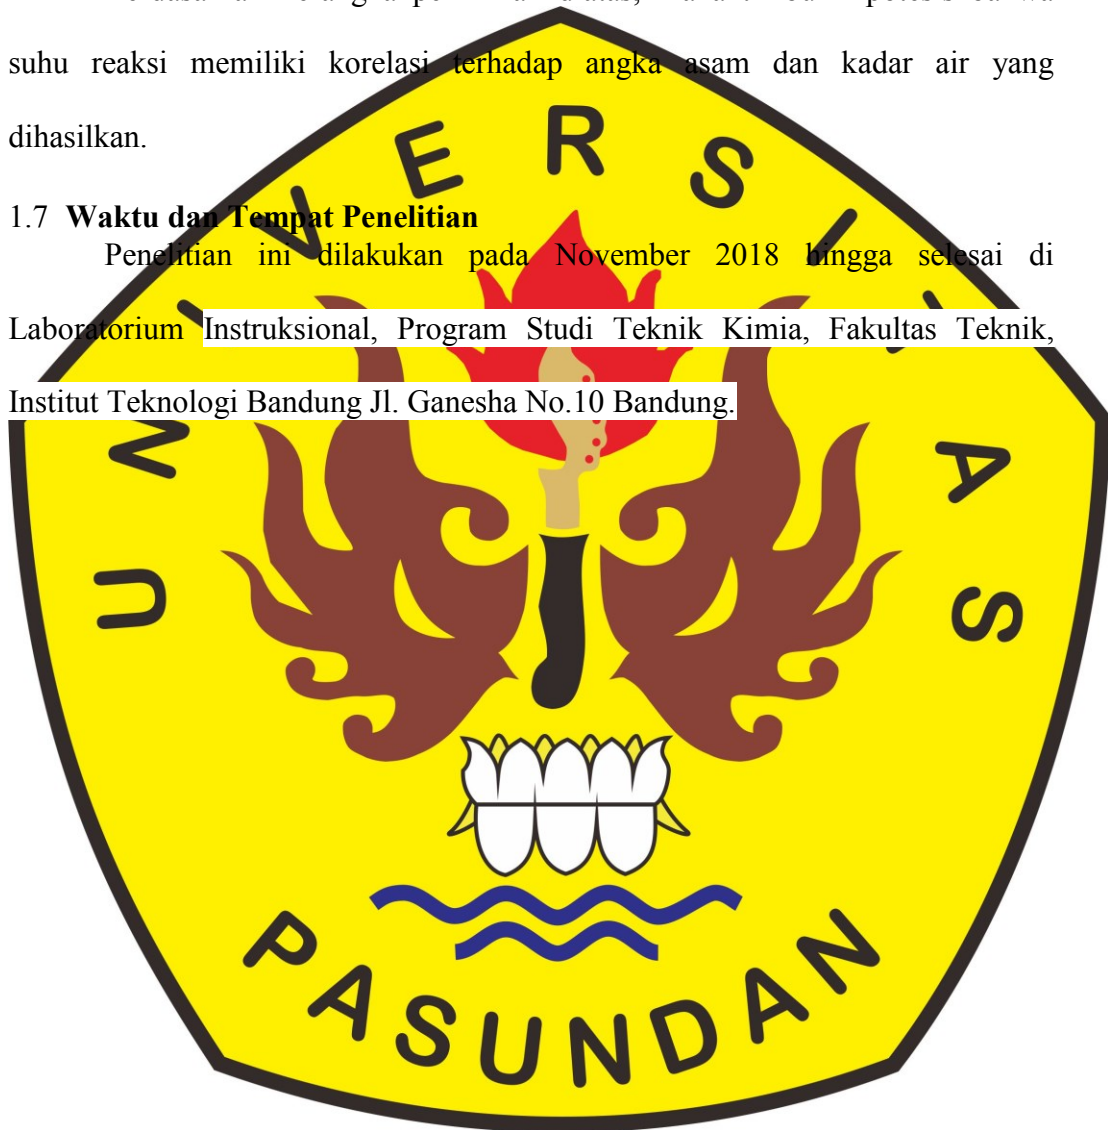 suhu reaksi memiliki korelasi terhadap angka asam dan kadar air yang
dihasilkan.
1.7 Waktu dan Tempat Penelitian
Penelitian ini dilakukan pada November 2018 hingga selesai di
Laboratorium Instruksional, Program Studi Teknik Kimia, Fakultas Teknik,
Institut Teknologi Bandung Jl. Ganesha No.10 Bandung.
UNIVERSITAS
PASUNDAN